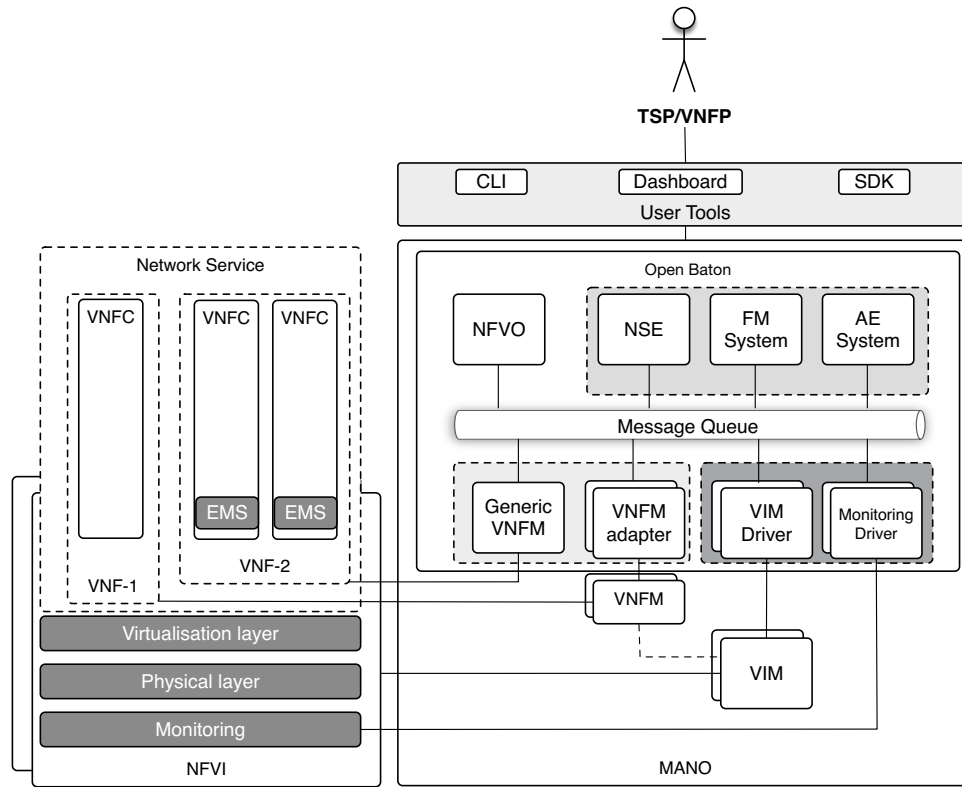 TSP/VNFP
CLI
Dashboard
SDK
User Tools
Network Service
VNFC
VNFC
VNFC
EMS
EMS
VNF-2
VNF-1
Virtualisation layer
Physical layer
Monitoring
NFVI
Open Baton
NFVO
NSE
FM
System
AE
System
Message Queue
Generic
VNFM
VNFM
adapter
VIM
Driver
Monitoring
Driver
VNFM
VIM
MANO